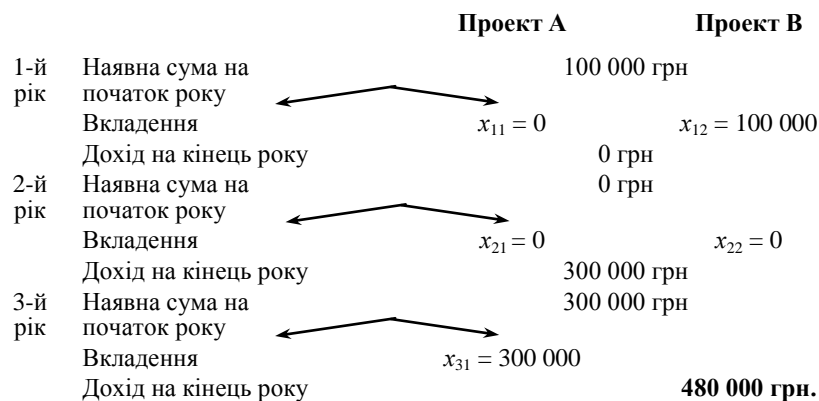 Проект А Проект В
1-й Наявна сума на 100 000 грн
рік початок року
Вкладення x11 = 0 x12 = 100 000
Дохід на кінець року 0 грн
2-й Наявна сума на 0 грн
рік початок року
Вкладення x21 = 0 x22 = 0
Дохід на кінець року 300 000 грн
3-й Наявна сума на 300 000 грн
рік початок року
Вкладення x31 = 300 000
Дохід на кінець року 480 000 грн.